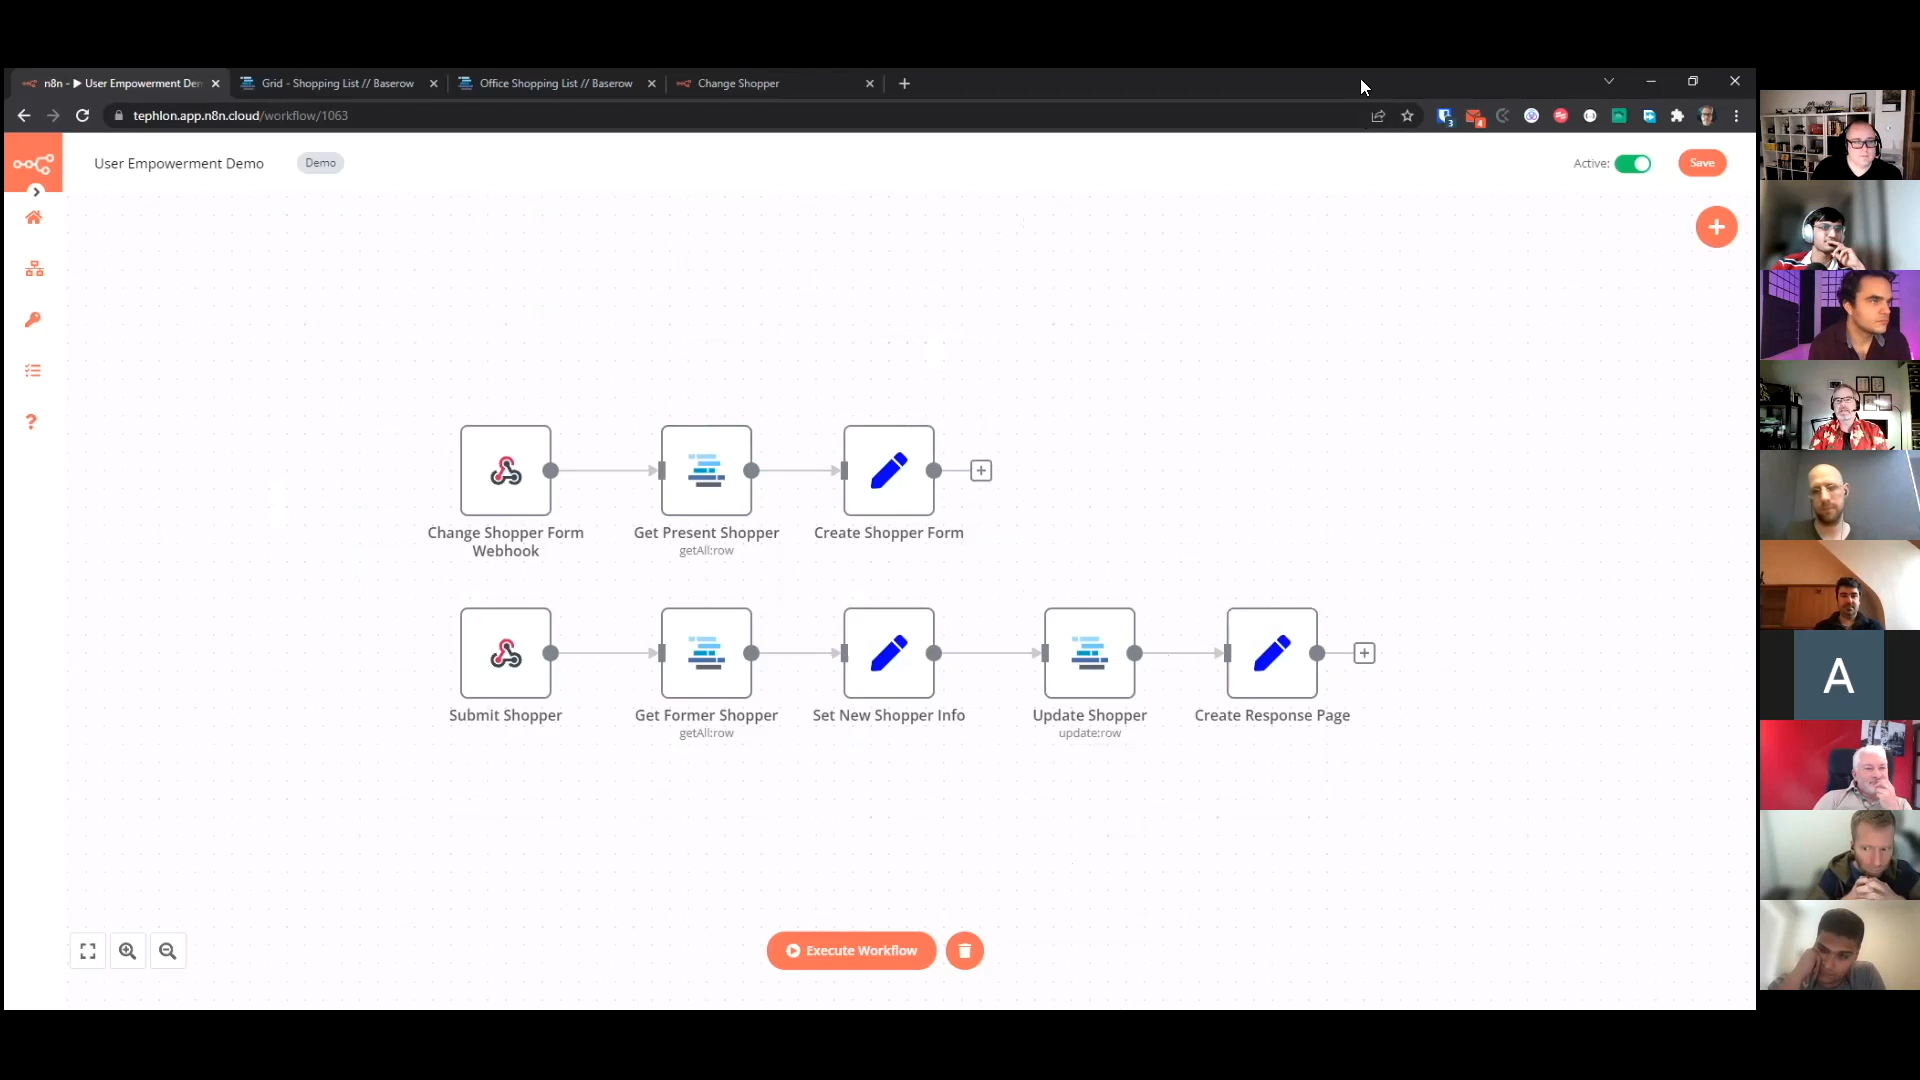 n8n - ▶ User Empowerment Den
Grid - Shopping List // Baserow
Office Shopping List // Baserow
Change Shopper
tephlon.app.n8n.cloud/workflow/1063
3
4
User Empowerment Demo
Demo
Active:
Save
Change Shopper Form
Webhook
Get Present Shopper
getAll:row
Create Shopper Form
Submit Shopper
Get Former Shopper
getAll:row
Set New Shopper Info
Update Shopper
update:row
Create Response Page
Execute Workflow
A